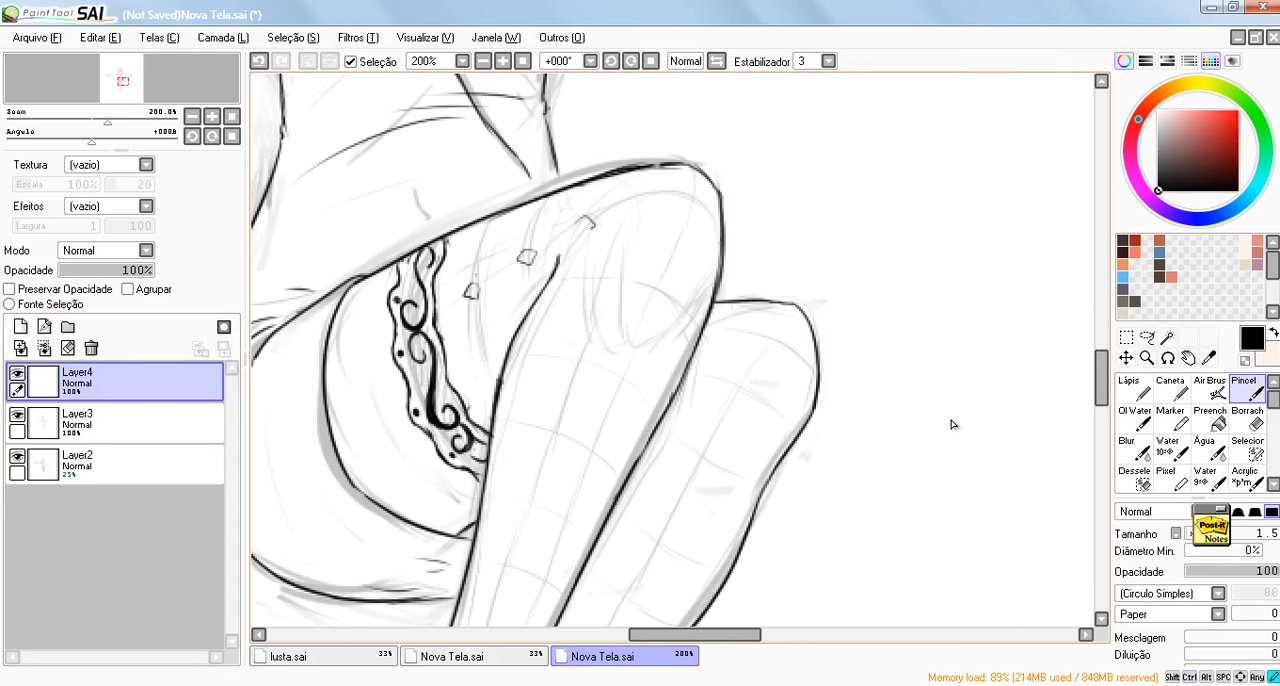 PaintTool SAI (Not Saved)Nova Tela.sai (*)
Arquivo (F) Editar (E) Telas (C) Camada (L) Seleção (S) Filtros (T) Visualizar (V) Janela (W) Outros (O)
Seleção 200% +000° Normal Estabilizador 3
Zoom 200.0%
Angulo +000º
Textura (vazio)
Escala 100% 20
Efeitos (vazio)
Largura 1 100
Modo Normal
Opacidade 100%
Preservar Opacidade Agrupar
Fonte Seleção
Layer4
Normal
100%
Layer3
Normal
100%
Layer2
Normal
25%
Lápis Caneta Air Brus Pincel
Oil Water Marker Preench Borrach
Blur Water Água Selecior
Dessele Pixel Water Acrylic
Normal
Post-it
Notes
Tamanho 1.5
Diâmetro Min. 0%
Opacidade 100
(Circulo Simples) 88
Paper 0
Mesclagem 0
Diluição 0
lusta.sai 33% Nova Tela.sai 33% Nova Tela.sai 200%
Memory load: 89% (214MB used / 848MB reserved) Shift Ctrl Alt SPC Any